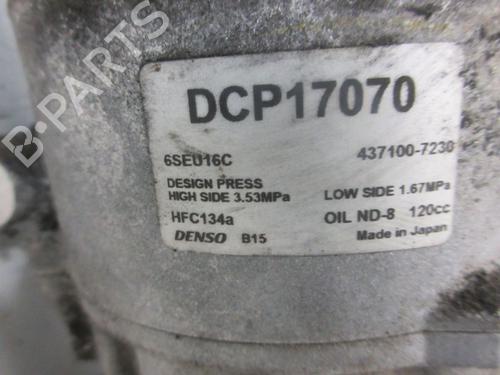 DCP17070
6SEU16C 437100-7230
DESIGN PRESS
HIGH SIDE 3.53MPa LOW SIDE 1.67MPa
HFC134a OIL ND-8 120cc
DENSO B15 Made in Japan
B-PARTS